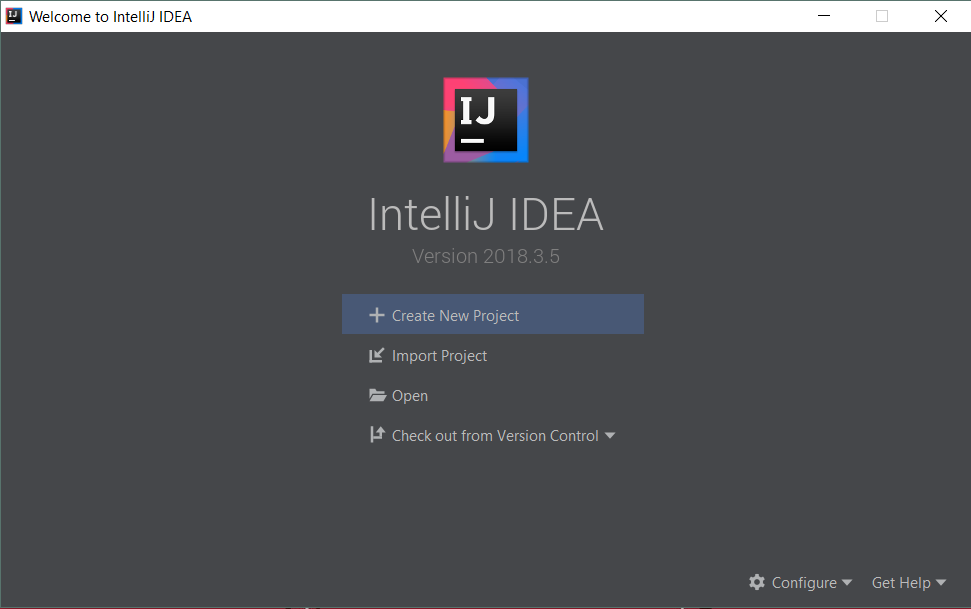 Welcome to IntelliJ IDEA
IJ
IntelliJ IDEA
Version 2018.3.5
Create New Project
Import Project
Open
Check out from Version Control
Configure
Get Help